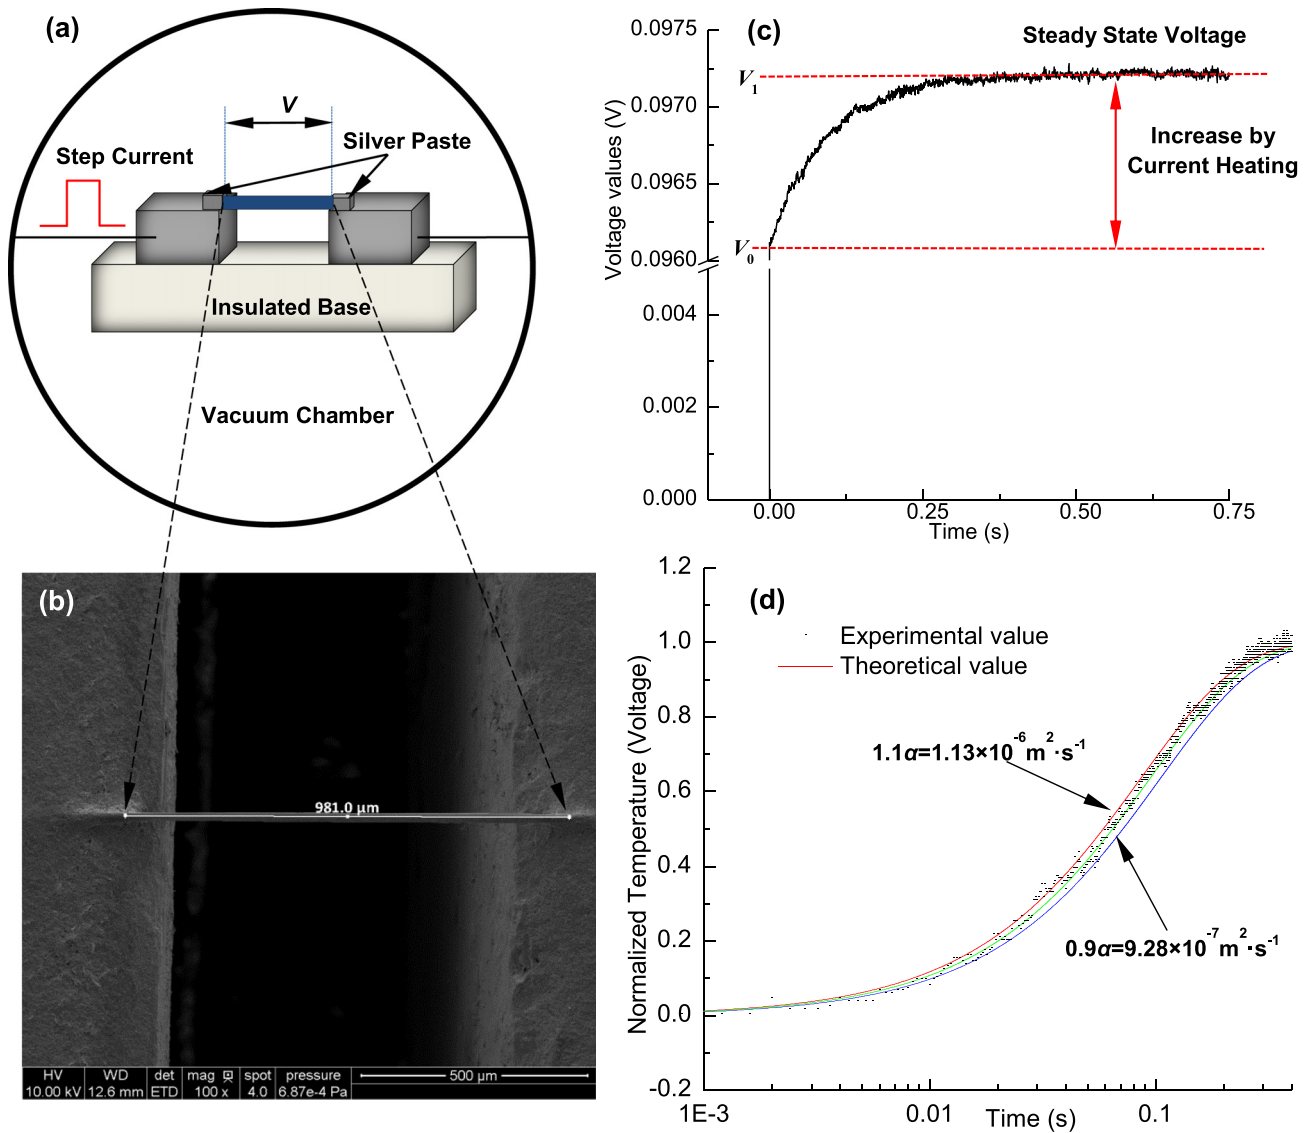 (a)
V
Silver Paste
Step Current
Insulated Base
Vacuum Chamber
(b)
981.0 µm
HV
10.00 kV
WD
12.6 mm
det
ETD
mag
100 x
spot
4.0
pressure
6.87e-4 Pa
500 µm
(c)
Steady State Voltage
V1
Increase by
Current Heating
V0
Voltage values (V)
0.0975
0.0970
0.0965
0.0960
0.004
0.002
0.000
0.00
0.25
0.50
0.75
Time (s)
(d)
Experimental value
Theoretical value
1.1α=1.13×10⁻⁶m²·s⁻¹
0.9α=9.28×10⁻⁷m²·s⁻¹
Normalized Temperature (Voltage)
1.2
1.0
0.8
0.6
0.4
0.2
0.0
-0.2
1E-3
0.01
0.1
Time (s)